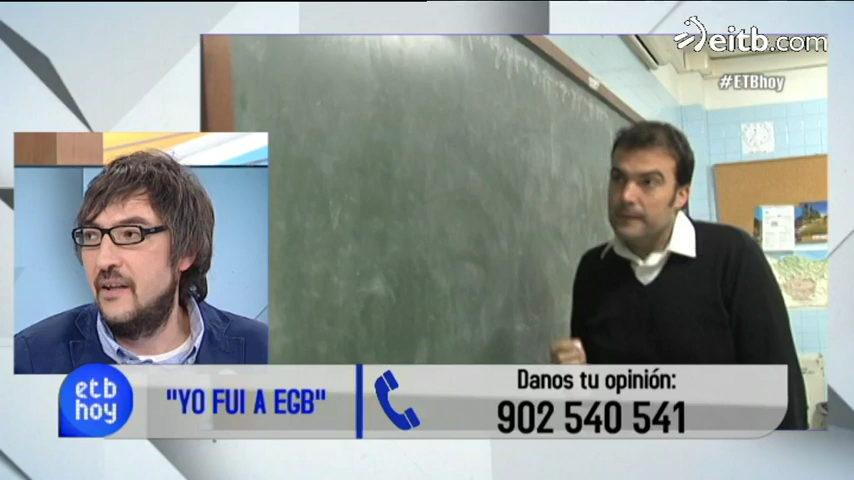 eitb.com
#ETBhoy
etb
hoy
"YO FUI A EGB"
Danos tu opinión:
902 540 541